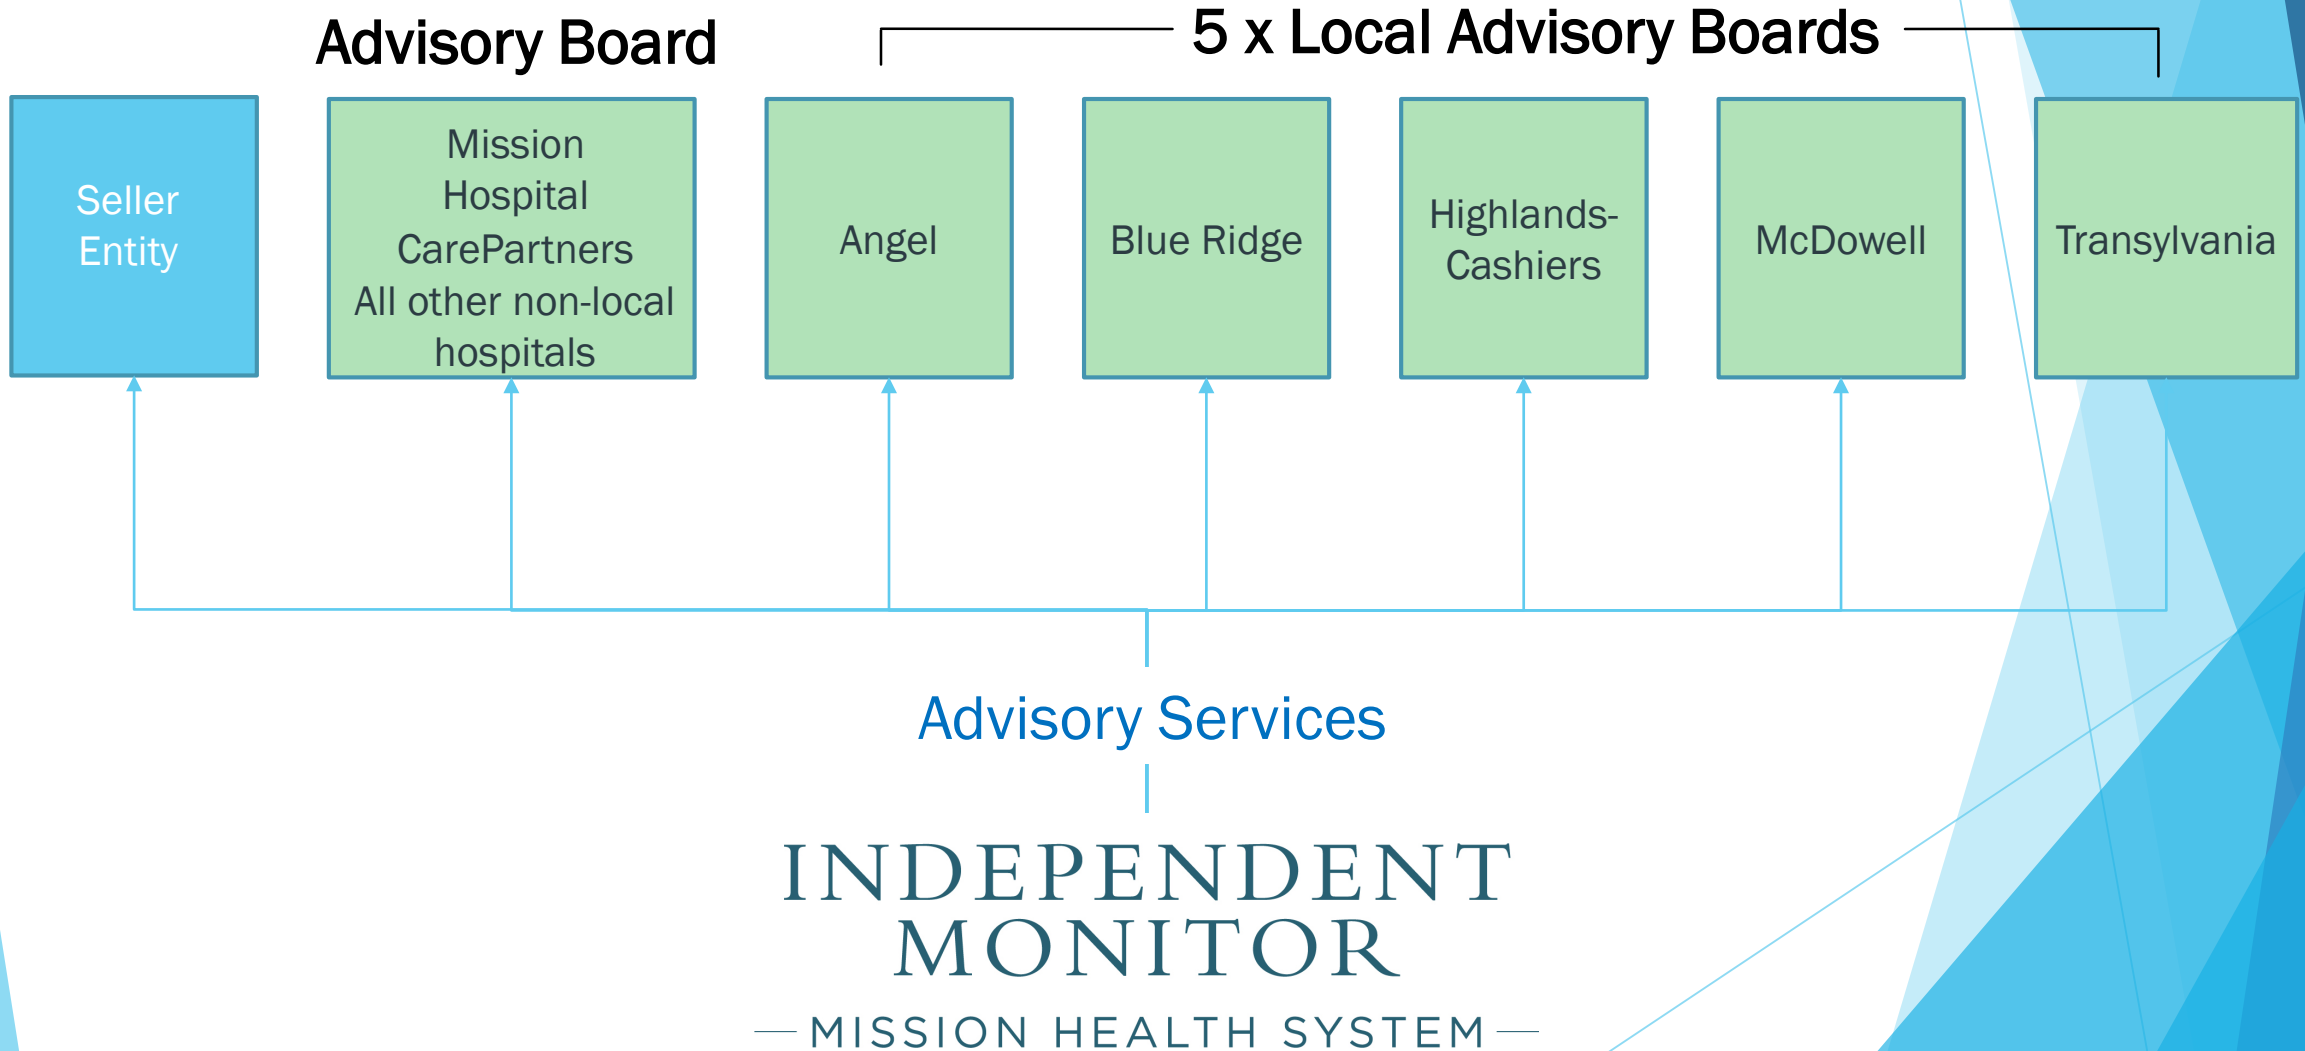 Advisory Board
5 x Local Advisory Boards
Seller
Entity
Mission
Hospital
CarePartners
All other non-local
hospitals
Angel
Blue Ridge
Highlands-
Cashiers
McDowell
Transylvania
Advisory Services
INDEPENDENT
MONITOR
MISSION HEALTH SYSTEM